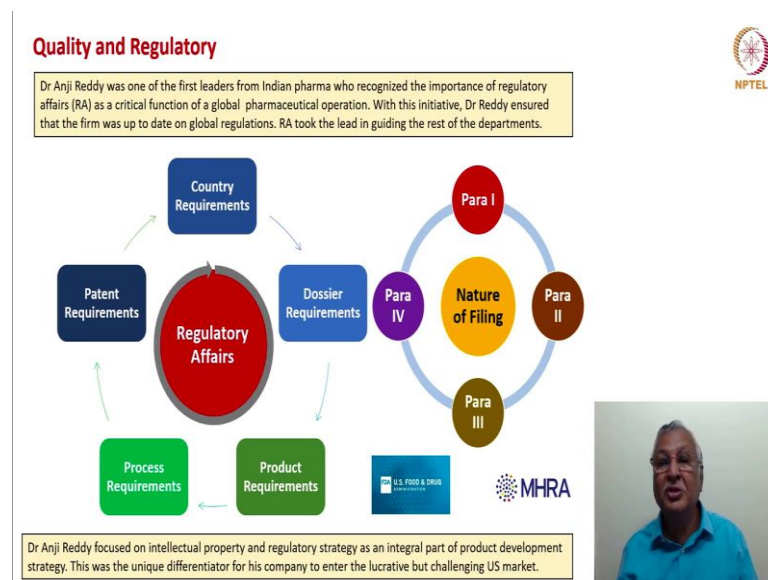 Quality and Regulatory
NPTEL
Dr Anji Reddy was one of the first leaders from Indian pharma who recognized the importance of regulatory
affairs (RA) as a critical function of a global pharmaceutical operation. With this initiative, Dr Reddy ensured
that the firm was up to date on global regulations. RA took the lead in guiding the rest of the departments.
Country
Requirements
Patent
Requirements
Dossier
Requirements
Regulatory
Affairs
Process
Requirements
Product
Requirements
Para I
Para
IV
Nature
of Filing
Para
II
Para
III
FDA U.S. FOOD & DRUG
ADMINISTRATION
MHRA
Dr Anji Reddy focused on intellectual property and regulatory strategy as an integral part of product development
strategy. This was the unique differentiator for his company to enter the lucrative but challenging US market.